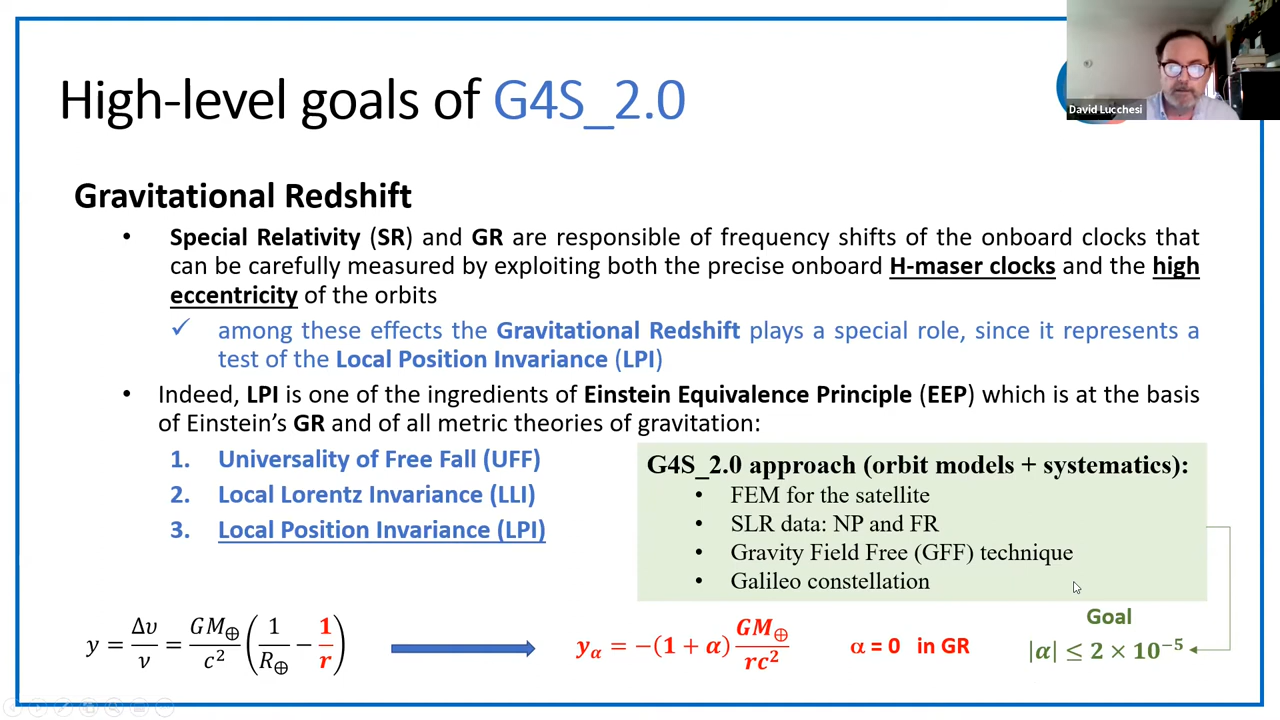 High-level goals of G4S_2.0
David Lucchesi
Gravitational Redshift
• Special Relativity (SR) and GR are responsible of frequency shifts of the onboard clocks that
can be carefully measured by exploiting both the precise onboard H-maser clocks and the high
eccentricity of the orbits
✓ among these effects the Gravitational Redshift plays a special role, since it represents a
test of the Local Position Invariance (LPI)
• Indeed, LPI is one of the ingredients of Einstein Equivalence Principle (EEP) which is at the basis
of Einstein's GR and of all metric theories of gravitation:
1. Universality of Free Fall (UFF)
2. Local Lorentz Invariance (LLI)
3. Local Position Invariance (LPI)
G4S_2.0 approach (orbit models + systematics):
• FEM for the satellite
• SLR data: NP and FR
• Gravity Field Free (GFF) technique
• Galileo constellation
y = Δυ/ν = GM⊕/c² (1/R⊕ − 1/r)
yα = −(1 + α) GM⊕/rc²
α = 0 in GR
Goal
|α| ≤ 2 × 10⁻⁵